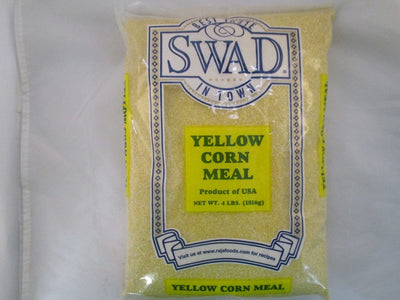 BEST TASTE
SWAD®
IN TOWN
YELLOW
CORN
MEAL
Product of USA
NET WT. 4 LBS. (1816g)
Visit us at www.rajafoods.com for recipes
YELLOW CORN MEAL